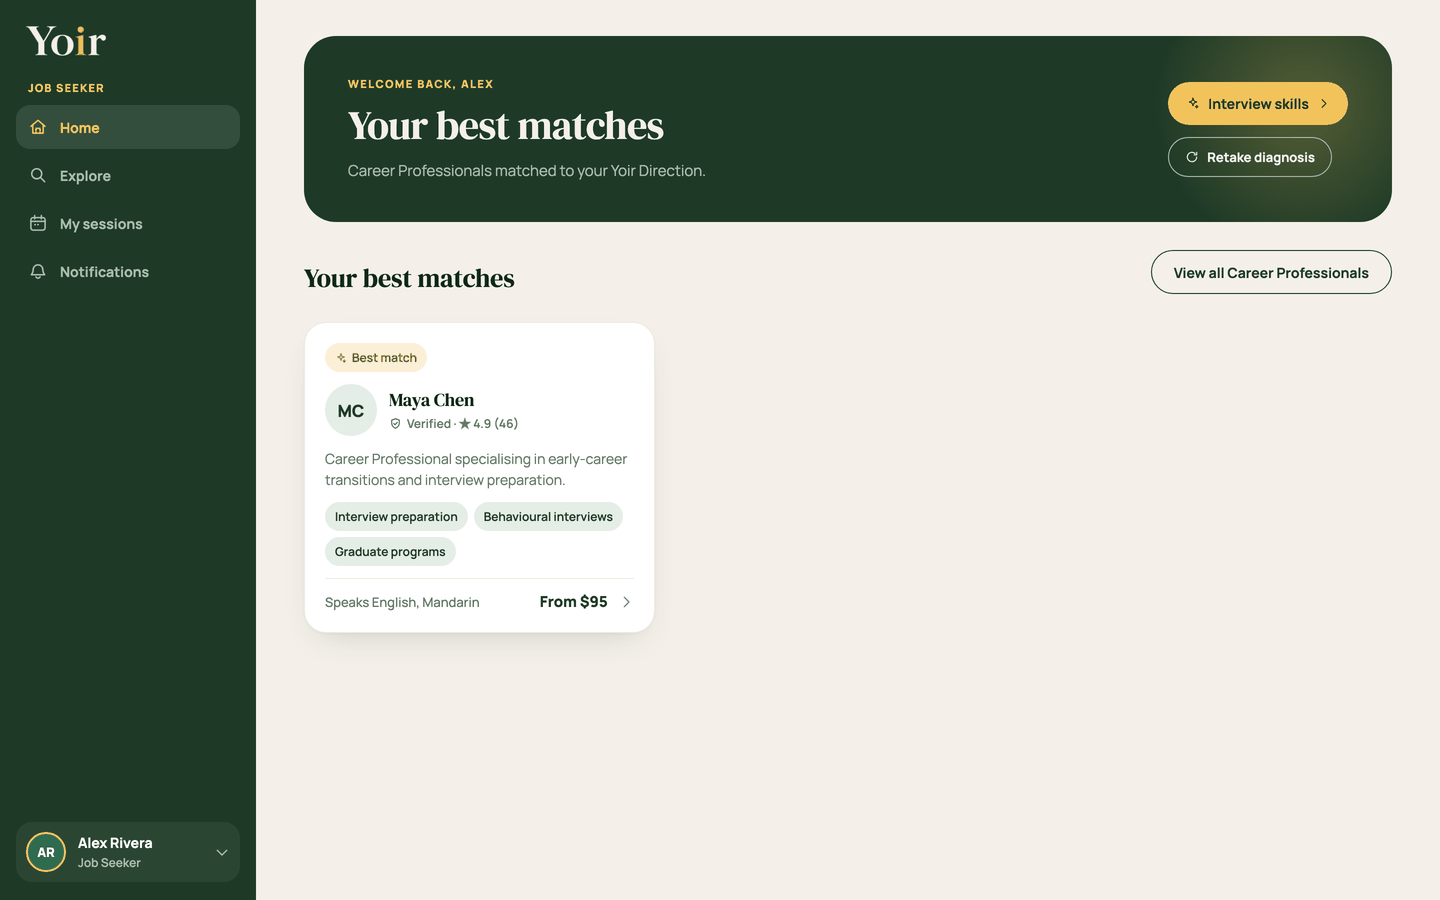 Yoir
JOB SEEKER
Home
Explore
My sessions
Notifications
Alex Rivera
AR
Job Seeker
WELCOME BACK, ALEX
Your best matches
Career Professionals matched to your Yoir Direction.
Interview skills
Retake diagnosis
Your best matches
View all Career Professionals
Best match
MC
Maya Chen
Verified · ★ 4.9 (46)
Career Professional specialising in early-career
transitions and interview preparation.
Interview preparation
Behavioural interviews
Graduate programs
Speaks English, Mandarin
From $95